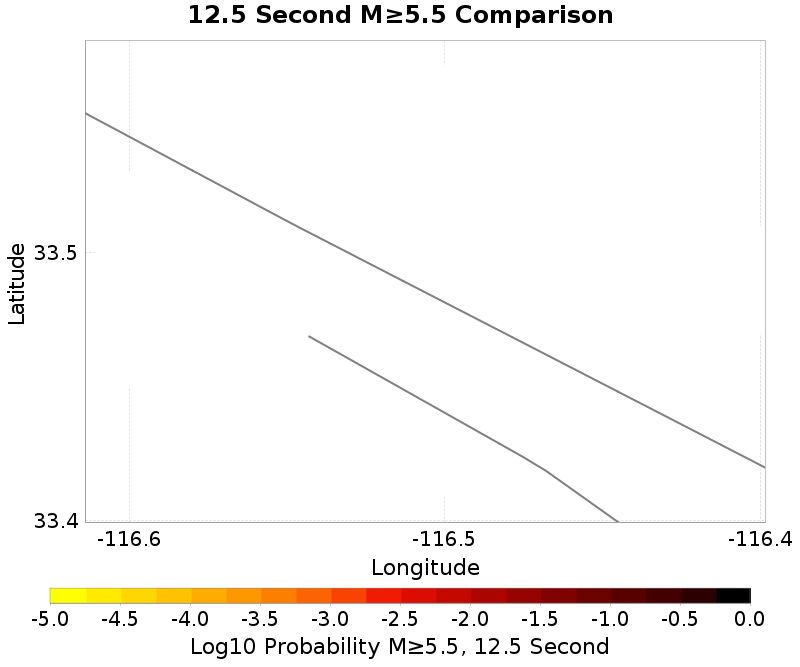 12.5 Second M≥5.5 Comparison
Latitude
33.5
33.4
-116.6 -116.5 -116.4
Longitude
-5.0 -4.5 -4.0 -3.5 -3.0 -2.5 -2.0 -1.5 -1.0 -0.5 0.0
Log10 Probability M≥5.5, 12.5 Second